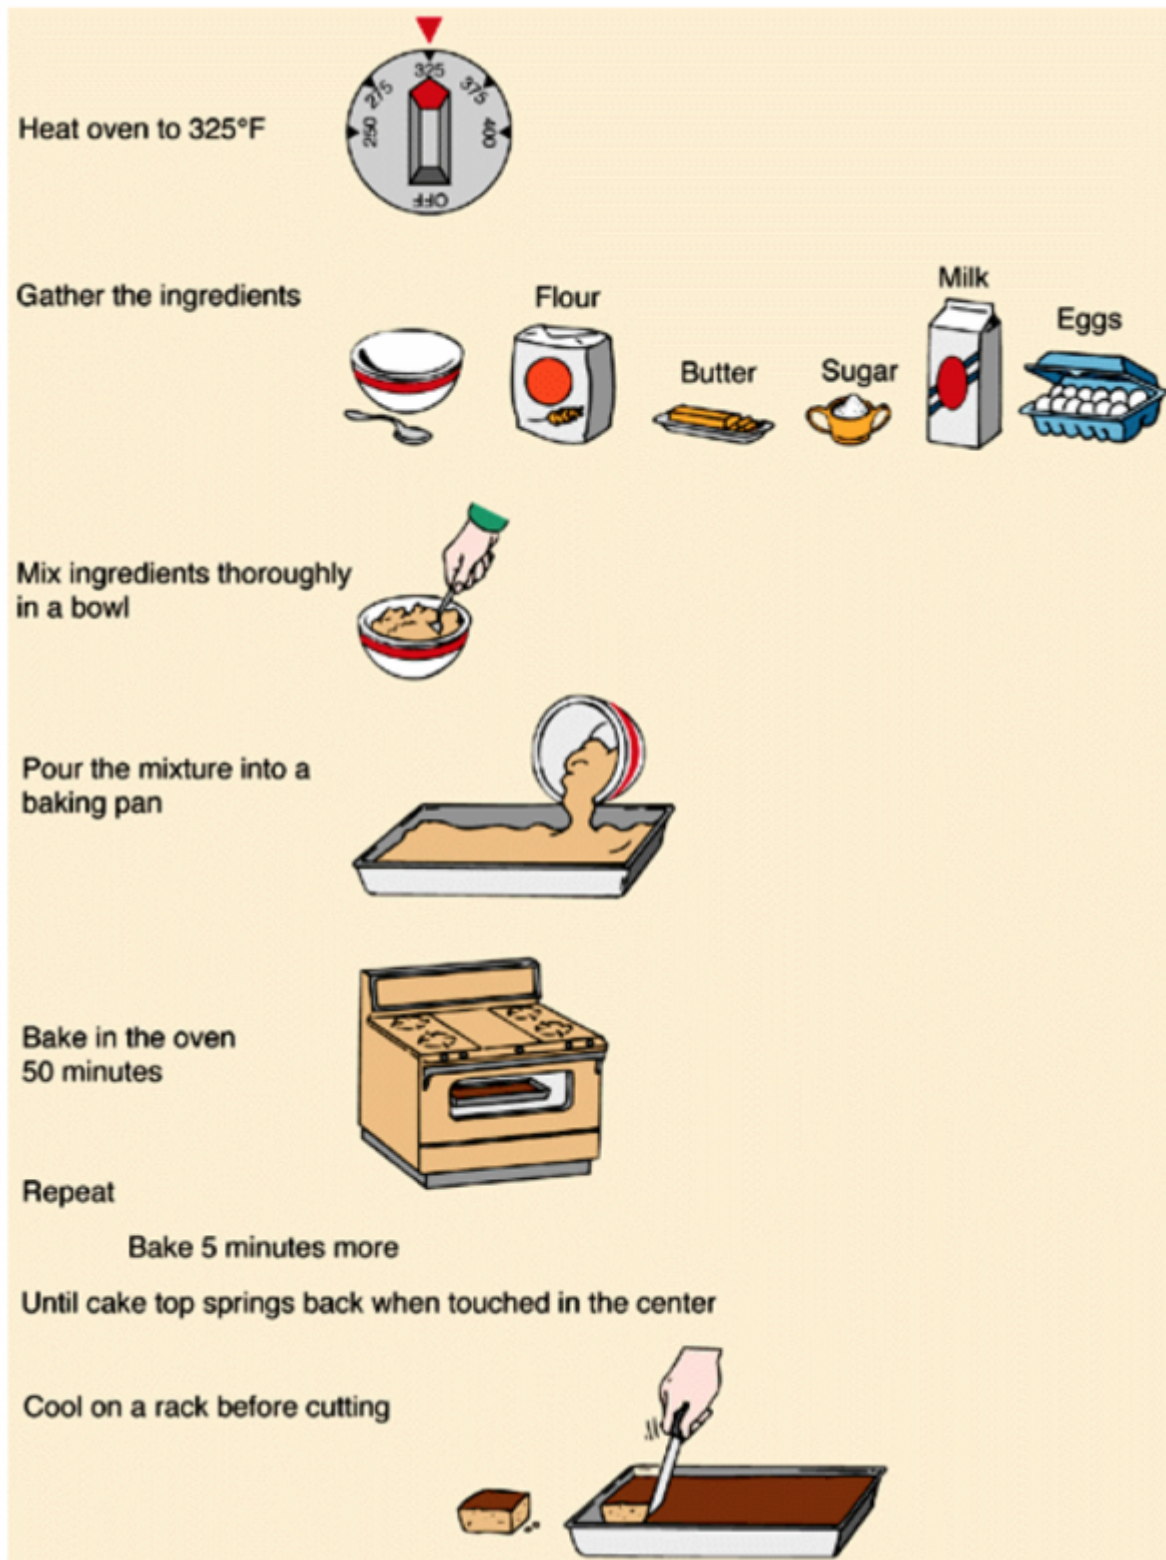 325
275
375
250
400
OFF
Heat oven to 325°F
Gather the ingredients
Flour
Butter
Sugar
Milk
Eggs
Mix ingredients thoroughly
in a bowl
Pour the mixture into a
baking pan
Bake in the oven
50 minutes
Repeat
Bake 5 minutes more
Until cake top springs back when touched in the center
Cool on a rack before cutting